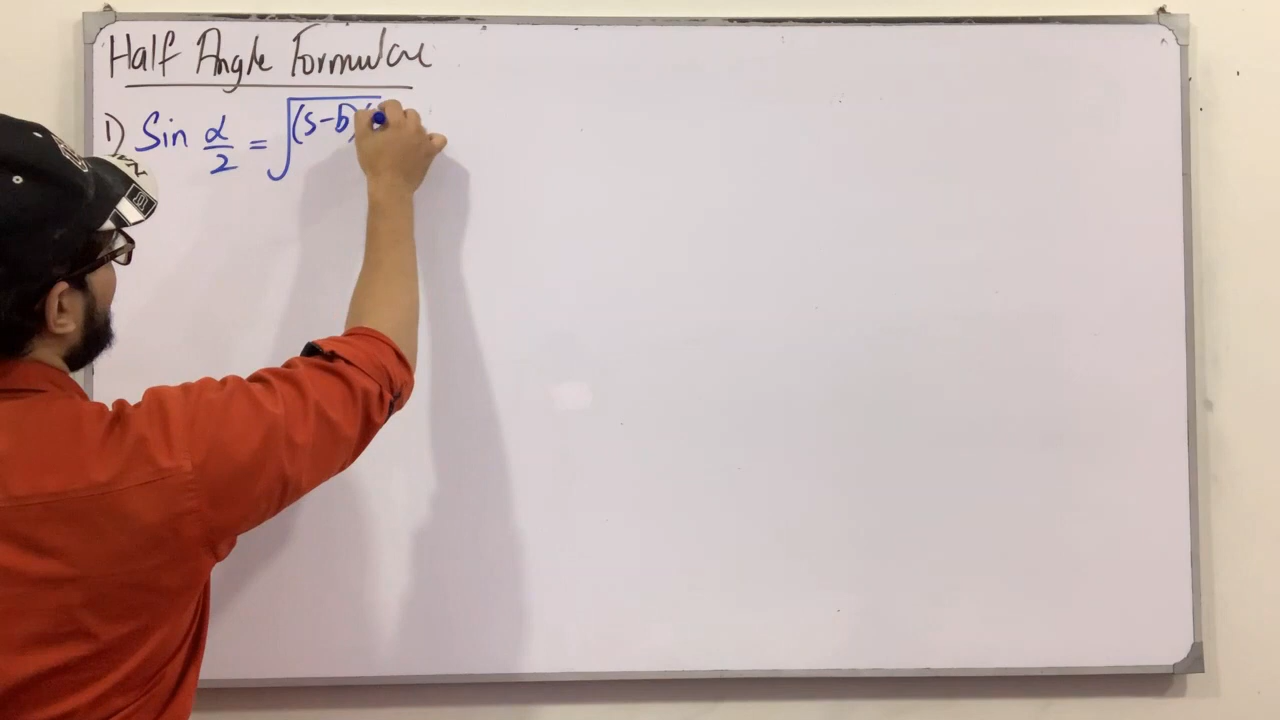 Half Angle Formulae
1) Sin α/2 = √(s-b)(